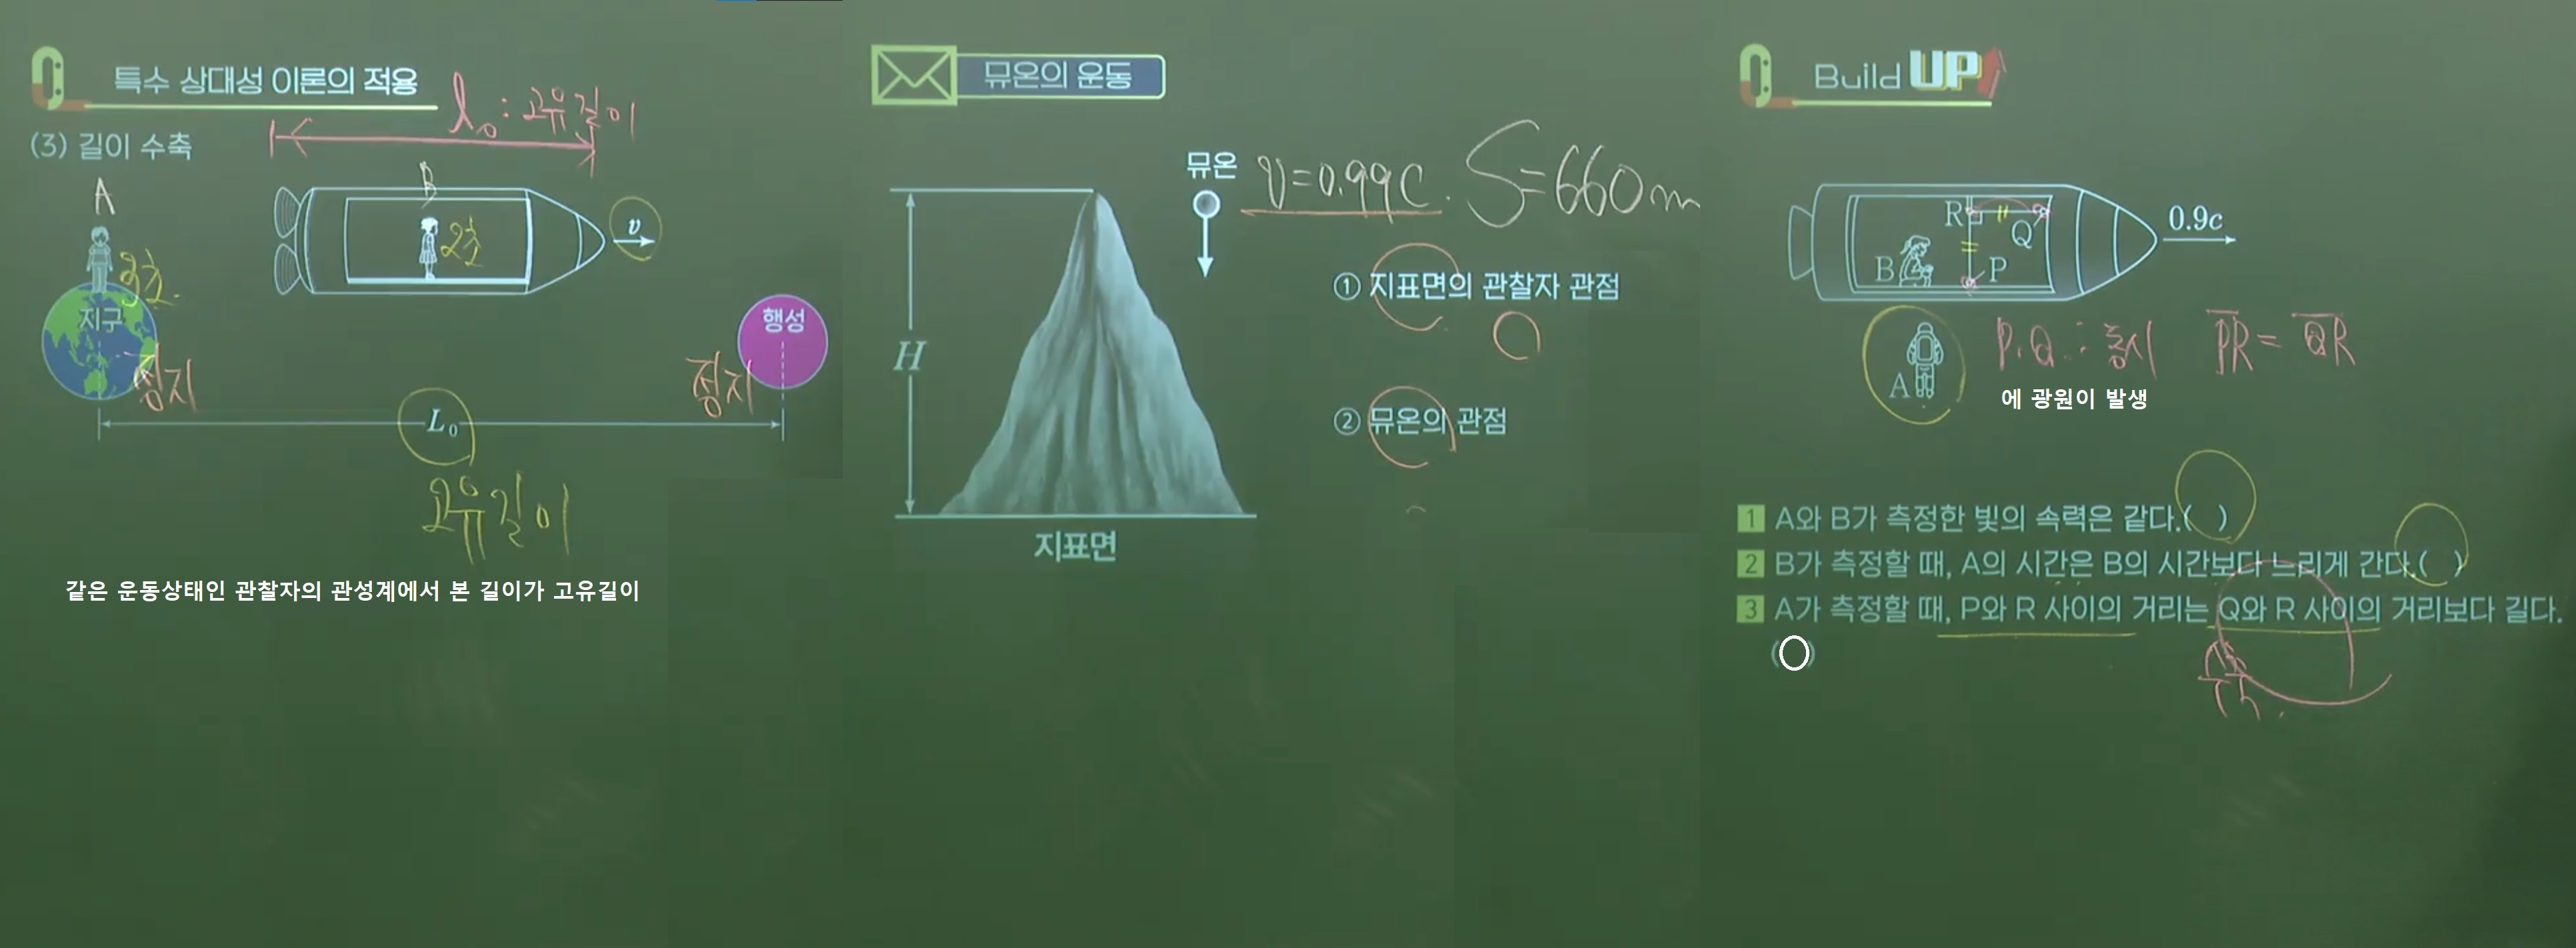 특수 상대성 이론의 적용
l₀ : 고유길이
(3) 길이 수축
A
B
2초
v
3초.
지구
행성
정지
정지
L₀
고유길이
같은 운동상태인 관찰자의 관성계에서 본 길이가 고유길이
뮤온의 운동
뮤온
v=0.99C. S=660m
H
① 지표면의 관찰자 관점
② 뮤온의 관점
지표면
Build UP
R
Q
B
P
0.9c
A
P.Q : 동시 PR = QR
에 광원이 발생
1 A와 B가 측정한 빛의 속력은 같다.( )
2 B가 측정할 때, A의 시간은 B의 시간보다 느리게 간다.( )
3 A가 측정할 때, P와 R 사이의 거리는 Q와 R 사이의 거리보다 길다.
(O)